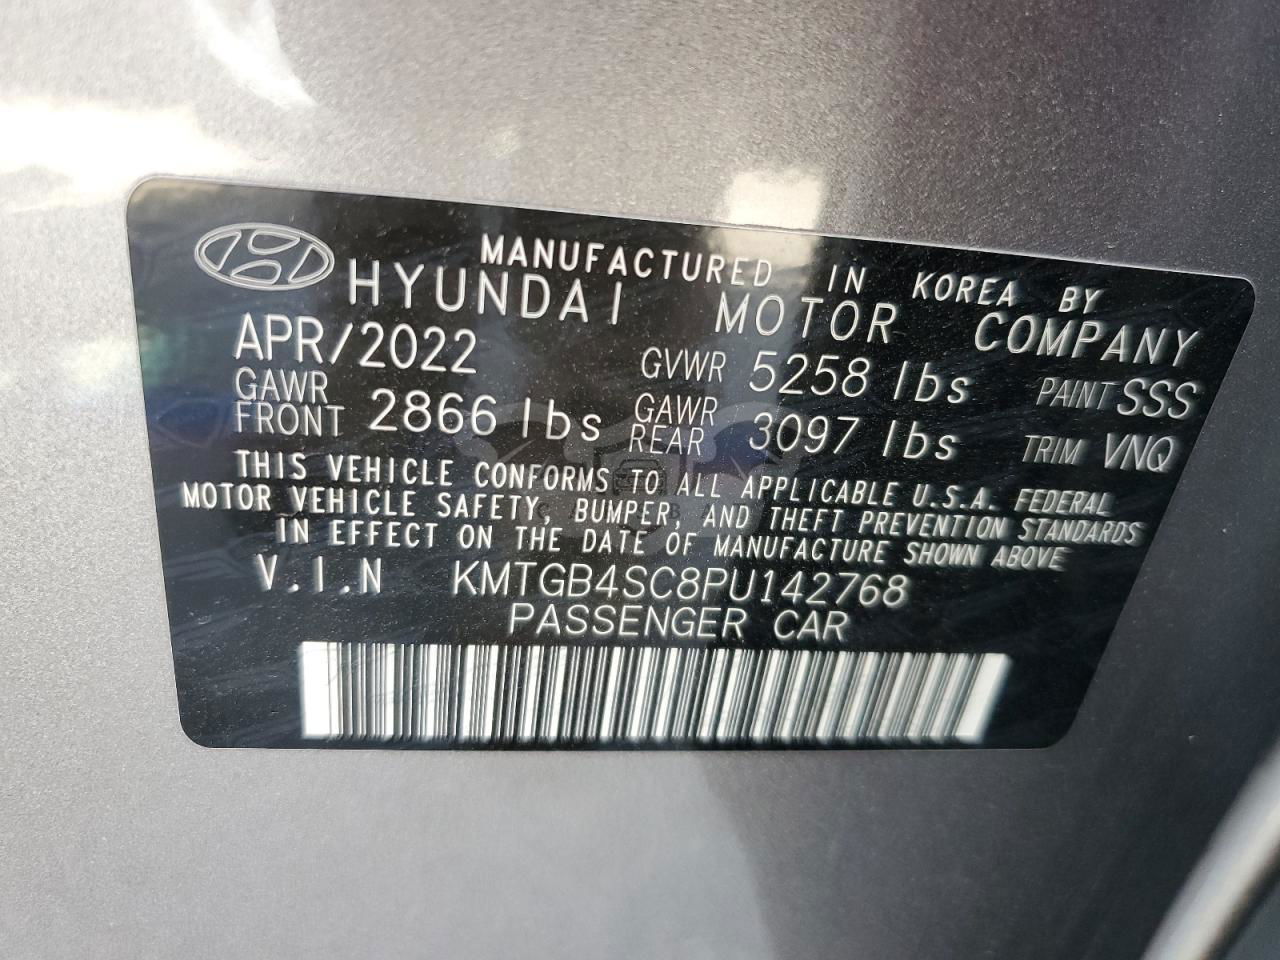 MANUFACTURED IN KOREA BY
HYUNDAI MOTOR COMPANY
APR/2022 GVWR 5258 lbs PAINT SSS
GAWR FRONT 2866 lbs GAWR REAR 3097 lbs TRIM VNQ
THIS VEHICLE CONFORMS TO ALL APPLICABLE U.S.A. FEDERAL
MOTOR VEHICLE SAFETY, BUMPER, AND THEFT PREVENTION STANDARDS
IN EFFECT ON THE DATE OF MANUFACTURE SHOWN ABOVE
V.I.N KMTGB4SC8PU142768
PASSENGER CAR